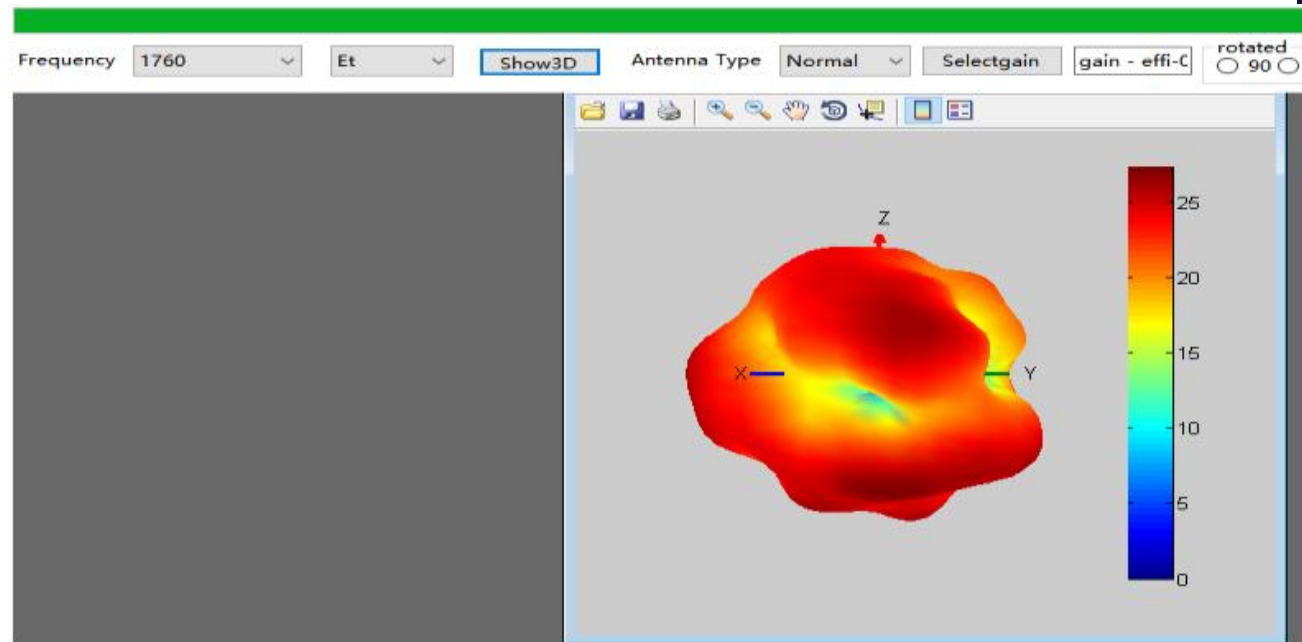 Frequency 1760 Et Show3D Antenna Type Normal Selectgain gain - effi-C rotated
90
Z
X
Y
25
20
15
10
5
0